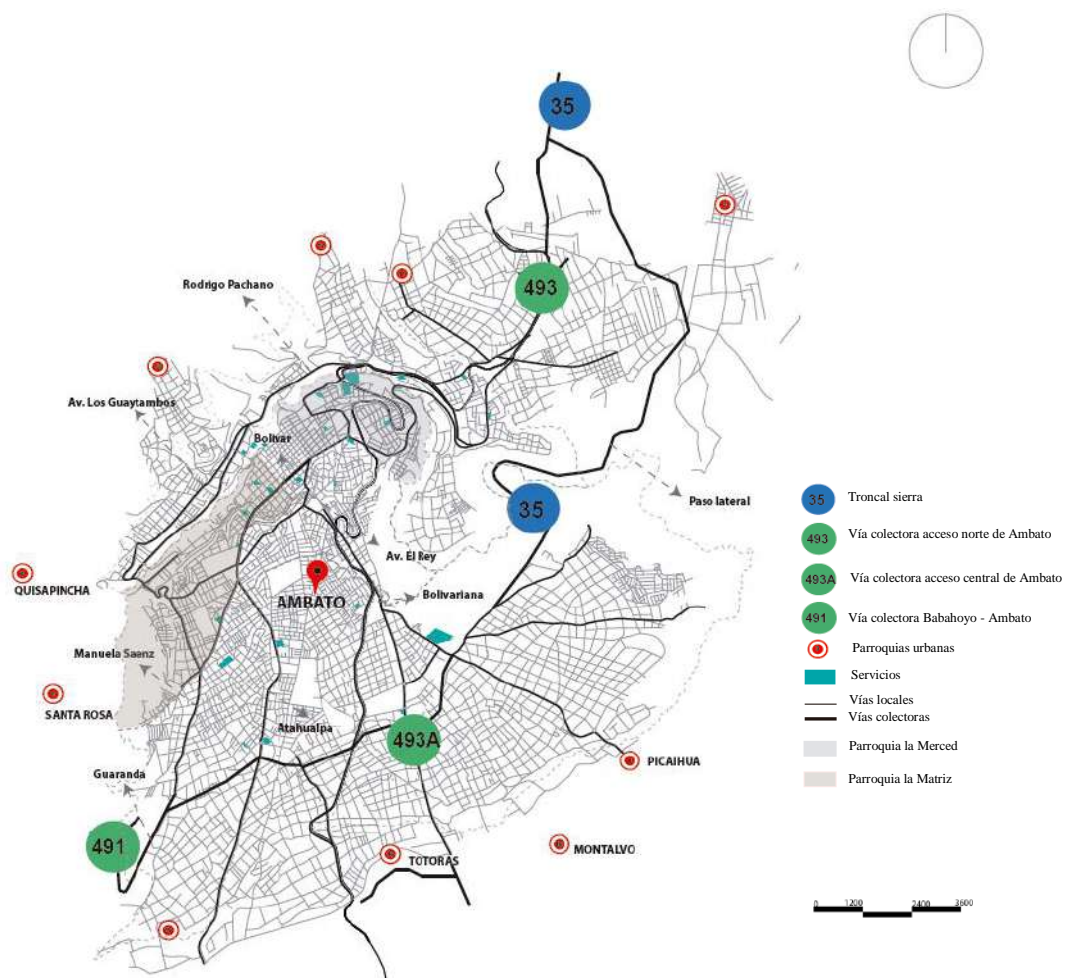 35
493
Rodrigo Pachano
Av. Los Guaytambos
Bolívar
Paso lateral
35
Av. El Rey
QUISAPINCHA
AMBATO
Bolivariana
Manuela Saenz
SANTA ROSA
Atahualpa
493A
PICAIHUA
Guaranda
491
TOTORAS
MONTALVO
35 Troncal sierra
493 Vía colectora acceso norte de Ambato
493A Vía colectora acceso central de Ambato
491 Vía colectora Babahoyo - Ambato
Parroquias urbanas
Servicios
Vías locales
Vías colectoras
Parroquia la Merced
Parroquia la Matriz
0 1200 2400 3600